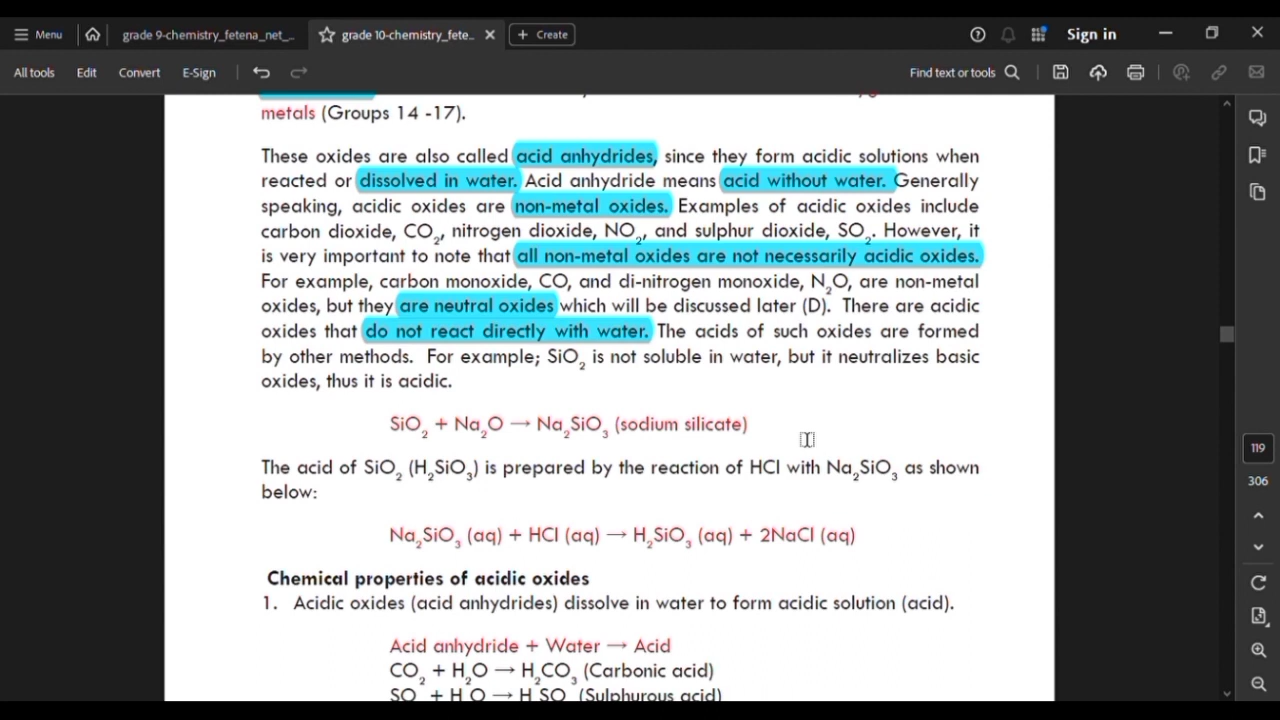 Menu
grade 9-chemistry_fetena_net_...
grade 10-chemistry_fete...
Create
Sign in
All tools
Edit
Convert
E-Sign
Find text or tools
metals (Groups 14 -17).
These oxides are also called acid anhydrides, since they form acidic solutions when
reacted or dissolved in water. Acid anhydride means acid without water. Generally
speaking, acidic oxides are non-metal oxides. Examples of acidic oxides include
carbon dioxide, CO₂, nitrogen dioxide, NO₂, and sulphur dioxide, SO₂. However, it
is very important to note that all non-metal oxides are not necessarily acidic oxides.
For example, carbon monoxide, CO, and di-nitrogen monoxide, N₂O, are non-metal
oxides, but they are neutral oxides which will be discussed later (D). There are acidic
oxides that do not react directly with water. The acids of such oxides are formed
by other methods. For example; SiO₂ is not soluble in water, but it neutralizes basic
oxides, thus it is acidic.
SiO₂ + Na₂O → Na₂SiO₃ (sodium silicate)
The acid of SiO₂ (H₂SiO₃) is prepared by the reaction of HCl with Na₂SiO₃ as shown
below:
Na₂SiO₃ (aq) + HCl (aq) → H₂SiO₃ (aq) + 2NaCl (aq)
Chemical properties of acidic oxides
1. Acidic oxides (acid anhydrides) dissolve in water to form acidic solution (acid).
Acid anhydride + Water → Acid
CO₂ + H₂O → H₂CO₃ (Carbonic acid)
SO + H₂O → H SO (Sulphurous acid)
119
306